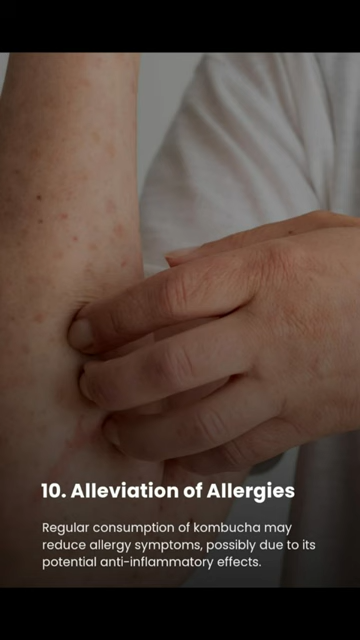 10. Alleviation of Allergies
Regular consumption of kombucha may
reduce allergy symptoms, possibly due to its
potential anti-inflammatory effects.